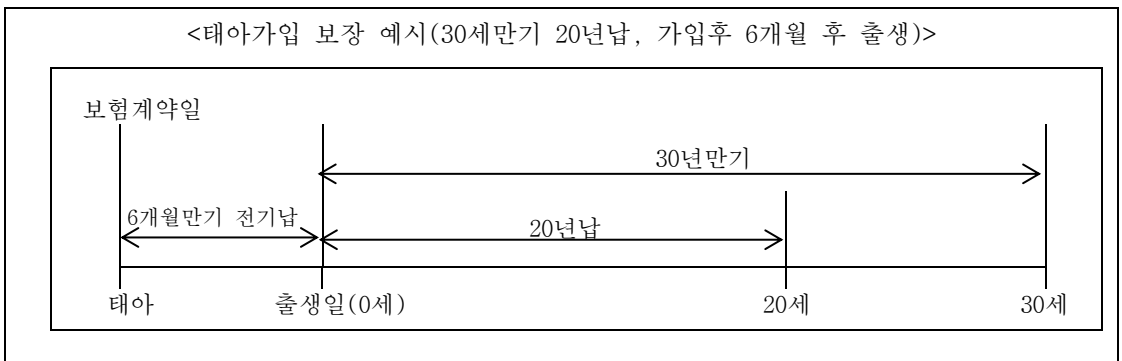 <태아가입 보장 예시(30세만기 20년납, 가입후 6개월 후 출생)>
보험계약일
30년만기
6개월만기 전기납
20년납
태아
출생일(0세)
20세
30세